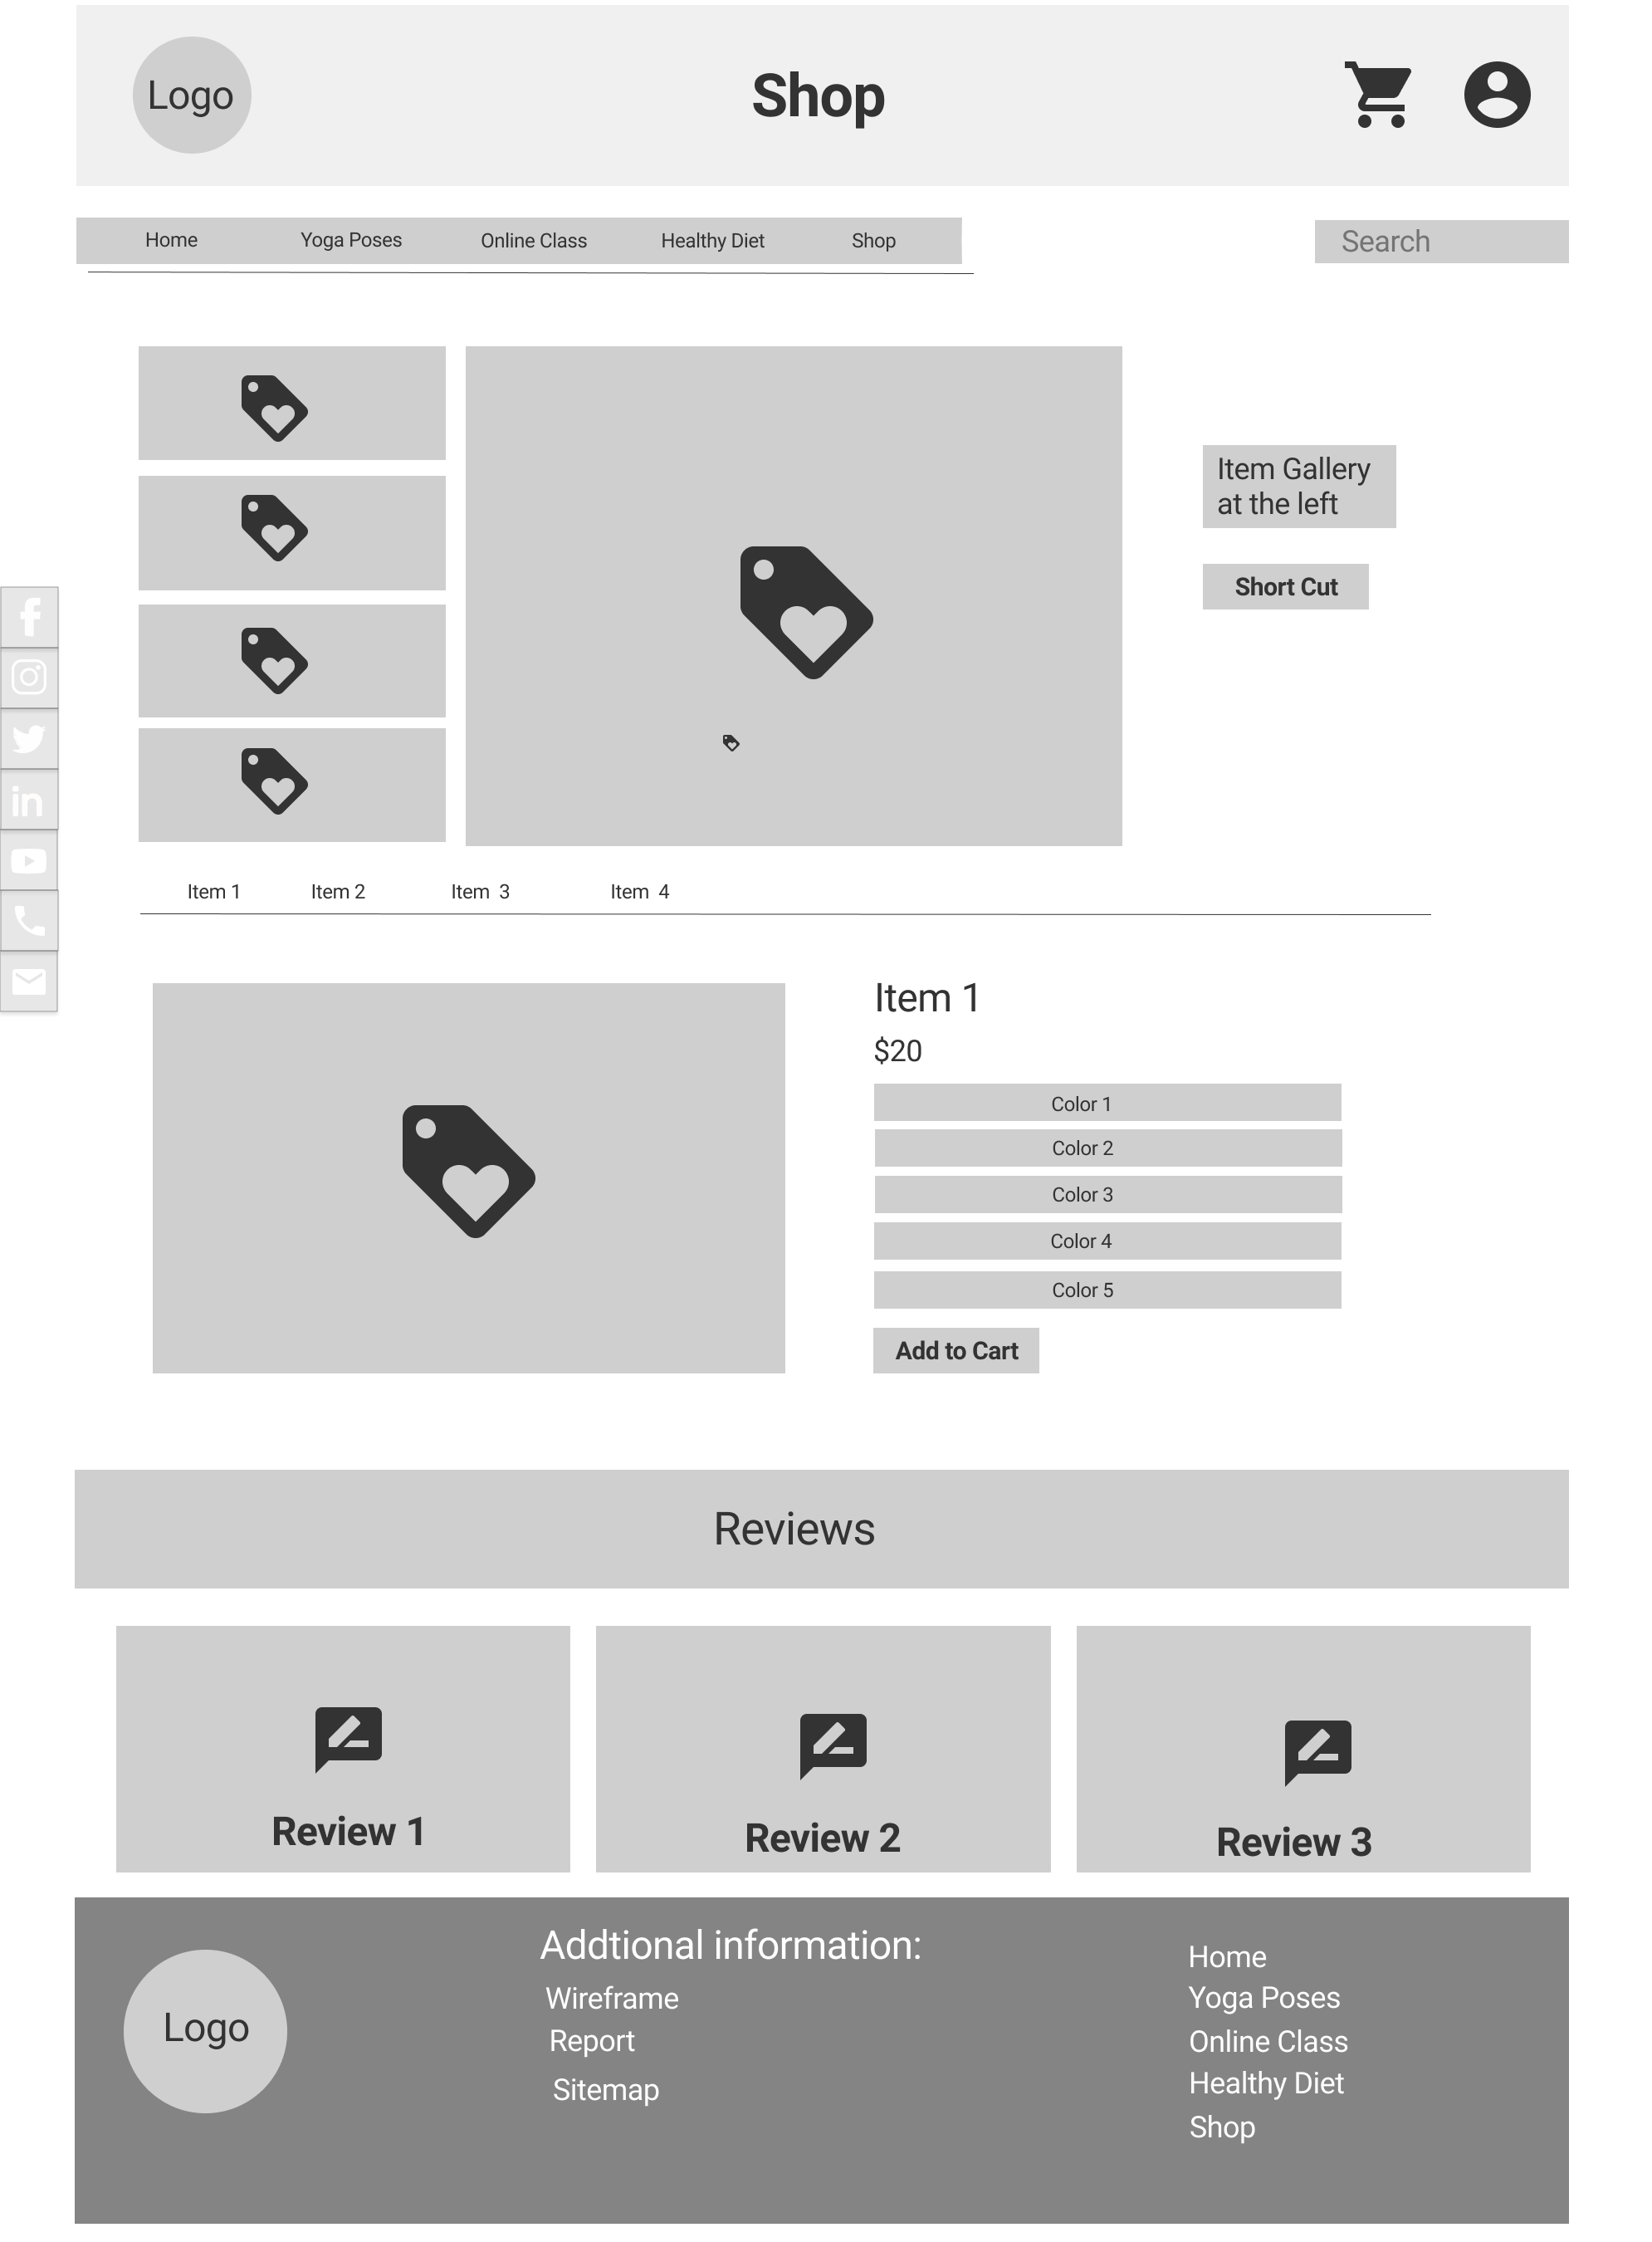 Logo
Shop
Home Yoga Poses Online Class Healthy Diet Shop
Search
Item Gallery
at the left
Short Cut
f
in
Item 1 Item 2 Item 3 Item 4
Item 1
$20
Color 1
Color 2
Color 3
Color 4
Color 5
Add to Cart
Reviews
Review 1
Review 2
Review 3
Logo
Addtional information:
Wireframe
Report
Sitemap
Home
Yoga Poses
Online Class
Healthy Diet
Shop